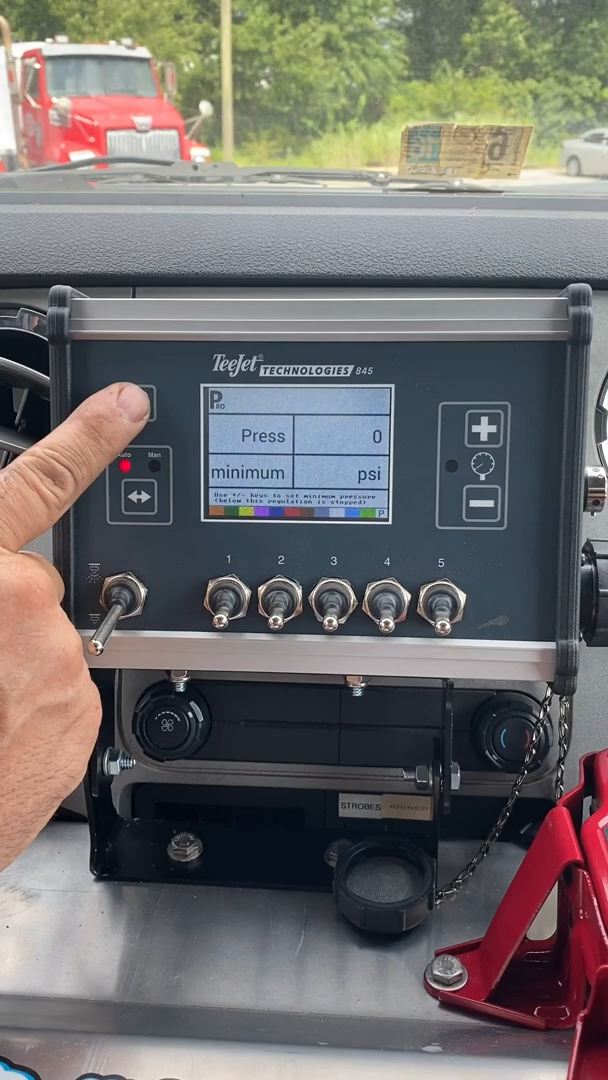 TeeJet®
TECHNOLOGIES 845
PRO
Press 0
minimum psi
Use +/- keys to set minimum pressure
(below this regulation is stopped)
P
Auto Man
1 2 3 4 5
STROBES BRINER